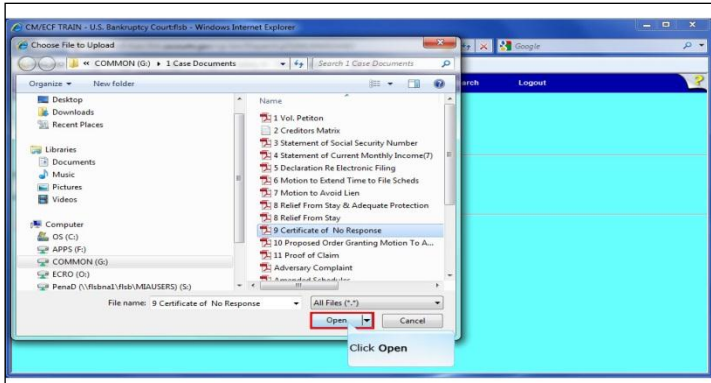 CM/ECF TRAIN - U.S. Bankruptcy Court:flsb - Windows Internet Explorer
Choose File to Upload
Google
« COMMON (G:) ▸ 1 Case Documents
Search 1 Case Documents
Organize
New folder
arch
Logout
Desktop
Downloads
Recent Places
Libraries
Documents
Music
Pictures
Videos
Computer
OS (C:)
APPS (F:)
COMMON (G:)
ECRO (O:)
PenaD (\\flsbna1\flsb\MIAUSERS) (S:)
Name
1 Vol. Petiton
2 Creditors Matrix
3 Statement of Social Security Number
4 Statement of Current Monthly Income(7)
5 Declaration Re Electronic Filing
6 Motion to Extend Time to File Scheds
7 Motion to Avoid Lien
8 Relief From Stay & Adequate Protection
8 Relief From Stay
9 Certificate of No Response
10 Proposed Order Granting Motion To A...
11 Proof of Claim
Adversary Complaint
Amended Schedules
File name: 9 Certificate of No Response
All Files (*.*)
Open
Cancel
Click Open